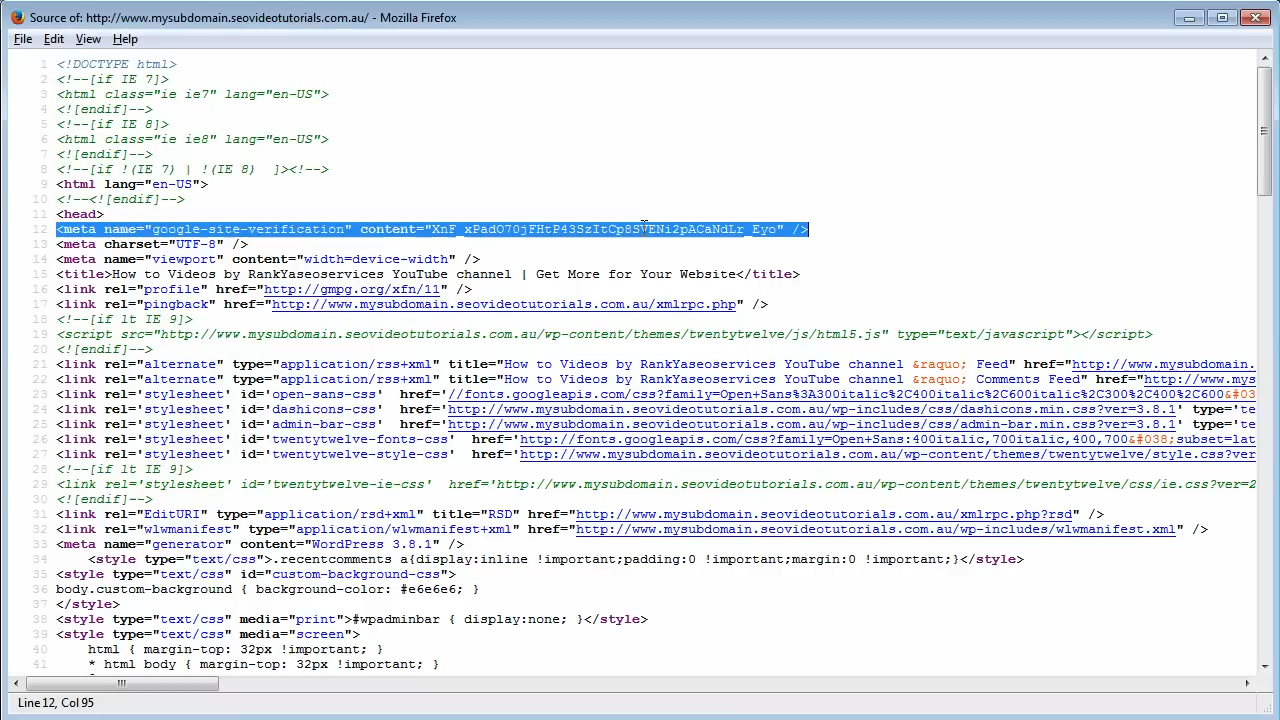 Source of: http://www.mysubdomain.seovideotutorials.com.au/ - Mozilla Firefox
File Edit View Help
1 <!DOCTYPE html>
2 <!--[if IE 7]>
3 <html class="ie ie7" lang="en-US">
4 <![endif]-->
5 <!--[if IE 8]>
6 <html class="ie ie8" lang="en-US">
7 <![endif]-->
8 <!--[if !(IE 7) | !(IE 8)  ]><!-->
9 <html lang="en-US">
10 <!--<![endif]-->
11 <head>
12 <meta name="google-site-verification" content="XnF_xPadO70jFHtP43SzItCp8SVENi2pACaNdLr_Eyo" />
13 <meta charset="UTF-8" />
14 <meta name="viewport" content="width=device-width" />
15 <title>How to Videos by RankYaseoservices YouTube channel | Get More for Your Website</title>
16 <link rel="profile" href="http://gmpg.org/xfn/11" />
17 <link rel="pingback" href="http://www.mysubdomain.seovideotutorials.com.au/xmlrpc.php" />
18 <!--[if lt IE 9]>
19 <script src="http://www.mysubdomain.seovideotutorials.com.au/wp-content/themes/twentytwelve/js/html5.js" type="text/javascript"></script>
20 <![endif]-->
21 <link rel="alternate" type="application/rss+xml" title="How to Videos by RankYaseoservices YouTube channel &raquo; Feed" href="http://www.mysubdomain.
22 <link rel="alternate" type="application/rss+xml" title="How to Videos by RankYaseoservices YouTube channel &raquo; Comments Feed" href="http://www.mys
23 <link rel='stylesheet' id='open-sans-css'  href='//fonts.googleapis.com/css?family=Open+Sans%3A300italic%2C400italic%2C600italic%2C300%2C400%2C600&#03
24 <link rel='stylesheet' id='dashicons-css'  href='http://www.mysubdomain.seovideotutorials.com.au/wp-includes/css/dashicons.min.css?ver=3.8.1' type='te
25 <link rel='stylesheet' id='admin-bar-css'  href='http://www.mysubdomain.seovideotutorials.com.au/wp-includes/css/admin-bar.min.css?ver=3.8.1' type='te
26 <link rel='stylesheet' id='twentytwelve-fonts-css'  href='http://fonts.googleapis.com/css?family=Open+Sans:400italic,700italic,400,700&#038;subset=lat
27 <link rel='stylesheet' id='twentytwelve-style-css'  href='http://www.mysubdomain.seovideotutorials.com.au/wp-content/themes/twentytwelve/style.css?ver
28 <!--[if lt IE 9]>
29 <link rel='stylesheet' id='twentytwelve-ie-css'  href='http://www.mysubdomain.seovideotutorials.com.au/wp-content/themes/twentytwelve/css/ie.css?ver=2
30 <![endif]-->
31 <link rel="EditURI" type="application/rsd+xml" title="RSD" href="http://www.mysubdomain.seovideotutorials.com.au/xmlrpc.php?rsd" />
32 <link rel="wlwmanifest" type="application/wlwmanifest+xml" href="http://www.mysubdomain.seovideotutorials.com.au/wp-includes/wlwmanifest.xml" />
33 <meta name="generator" content="WordPress 3.8.1" />
34     <style type="text/css">.recentcomments a{display:inline !important;padding:0 !important;margin:0 !important;}</style>
35 <style type="text/css" id="custom-background-css">
36 body.custom-background { background-color: #e6e6e6; }
37 </style>
38 <style type="text/css" media="print">#wpadminbar { display:none; }</style>
39 <style type="text/css" media="screen">
40     html { margin-top: 32px !important; }
41     * html body { margin-top: 32px !important; }
Line 12, Col 95